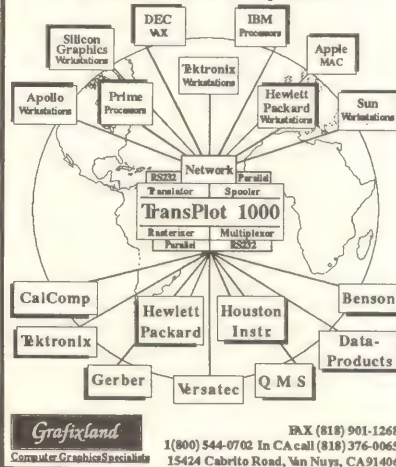 DEC
VAX
IBM
Processors
Silicon
Graphics
Workstations
Apple
MAC
Tektronix
Workstations
Apollo
Workstations
Prime
Processors
Hewlett
Packard
Workstations
Sun
Workstations
Network
RS232
Parallel
Translator
Spooler
TransPlot 1000
Rasterizer
Multiplexor
Parallel
RS232
CalComp
Hewlett
Packard
Houston
Instr
Benson
Tektronix
Data-
Products
Gerber
Versatec
QMS
Grafixland
Computer Graphics Specialists
FAX (818) 901-1268
1(800) 544-0702 In CA call (818) 376-0065
15424 Cabrito Road, Van Nuys, CA 91406